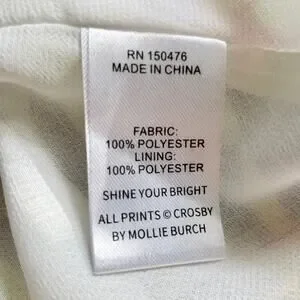 RN 150476
MADE IN CHINA
FABRIC:
100% POLYESTER
LINING:
100% POLYESTER
SHINE YOUR BRIGHT
ALL PRINTS © CROSBY
BY MOLLIE BURCH